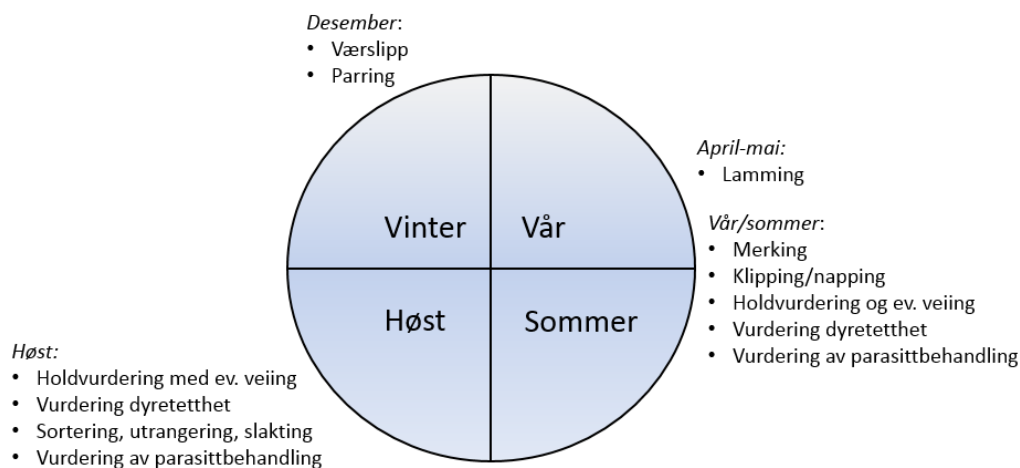 Desember:
• Værslipp
• Parring
April-mai:
• Lamming
Vinter
Vår
Vår/sommer:
• Merking
• Klipping/napping
• Holdvurdering og ev. veiing
• Vurdering dyretetthet
• Vurdering av parasittbehandling
Høst
Sommer
Høst:
• Holdvurdering med ev. veiing
• Vurdering dyretetthet
• Sortering, utrangering, slakting
• Vurdering av parasittbehandling